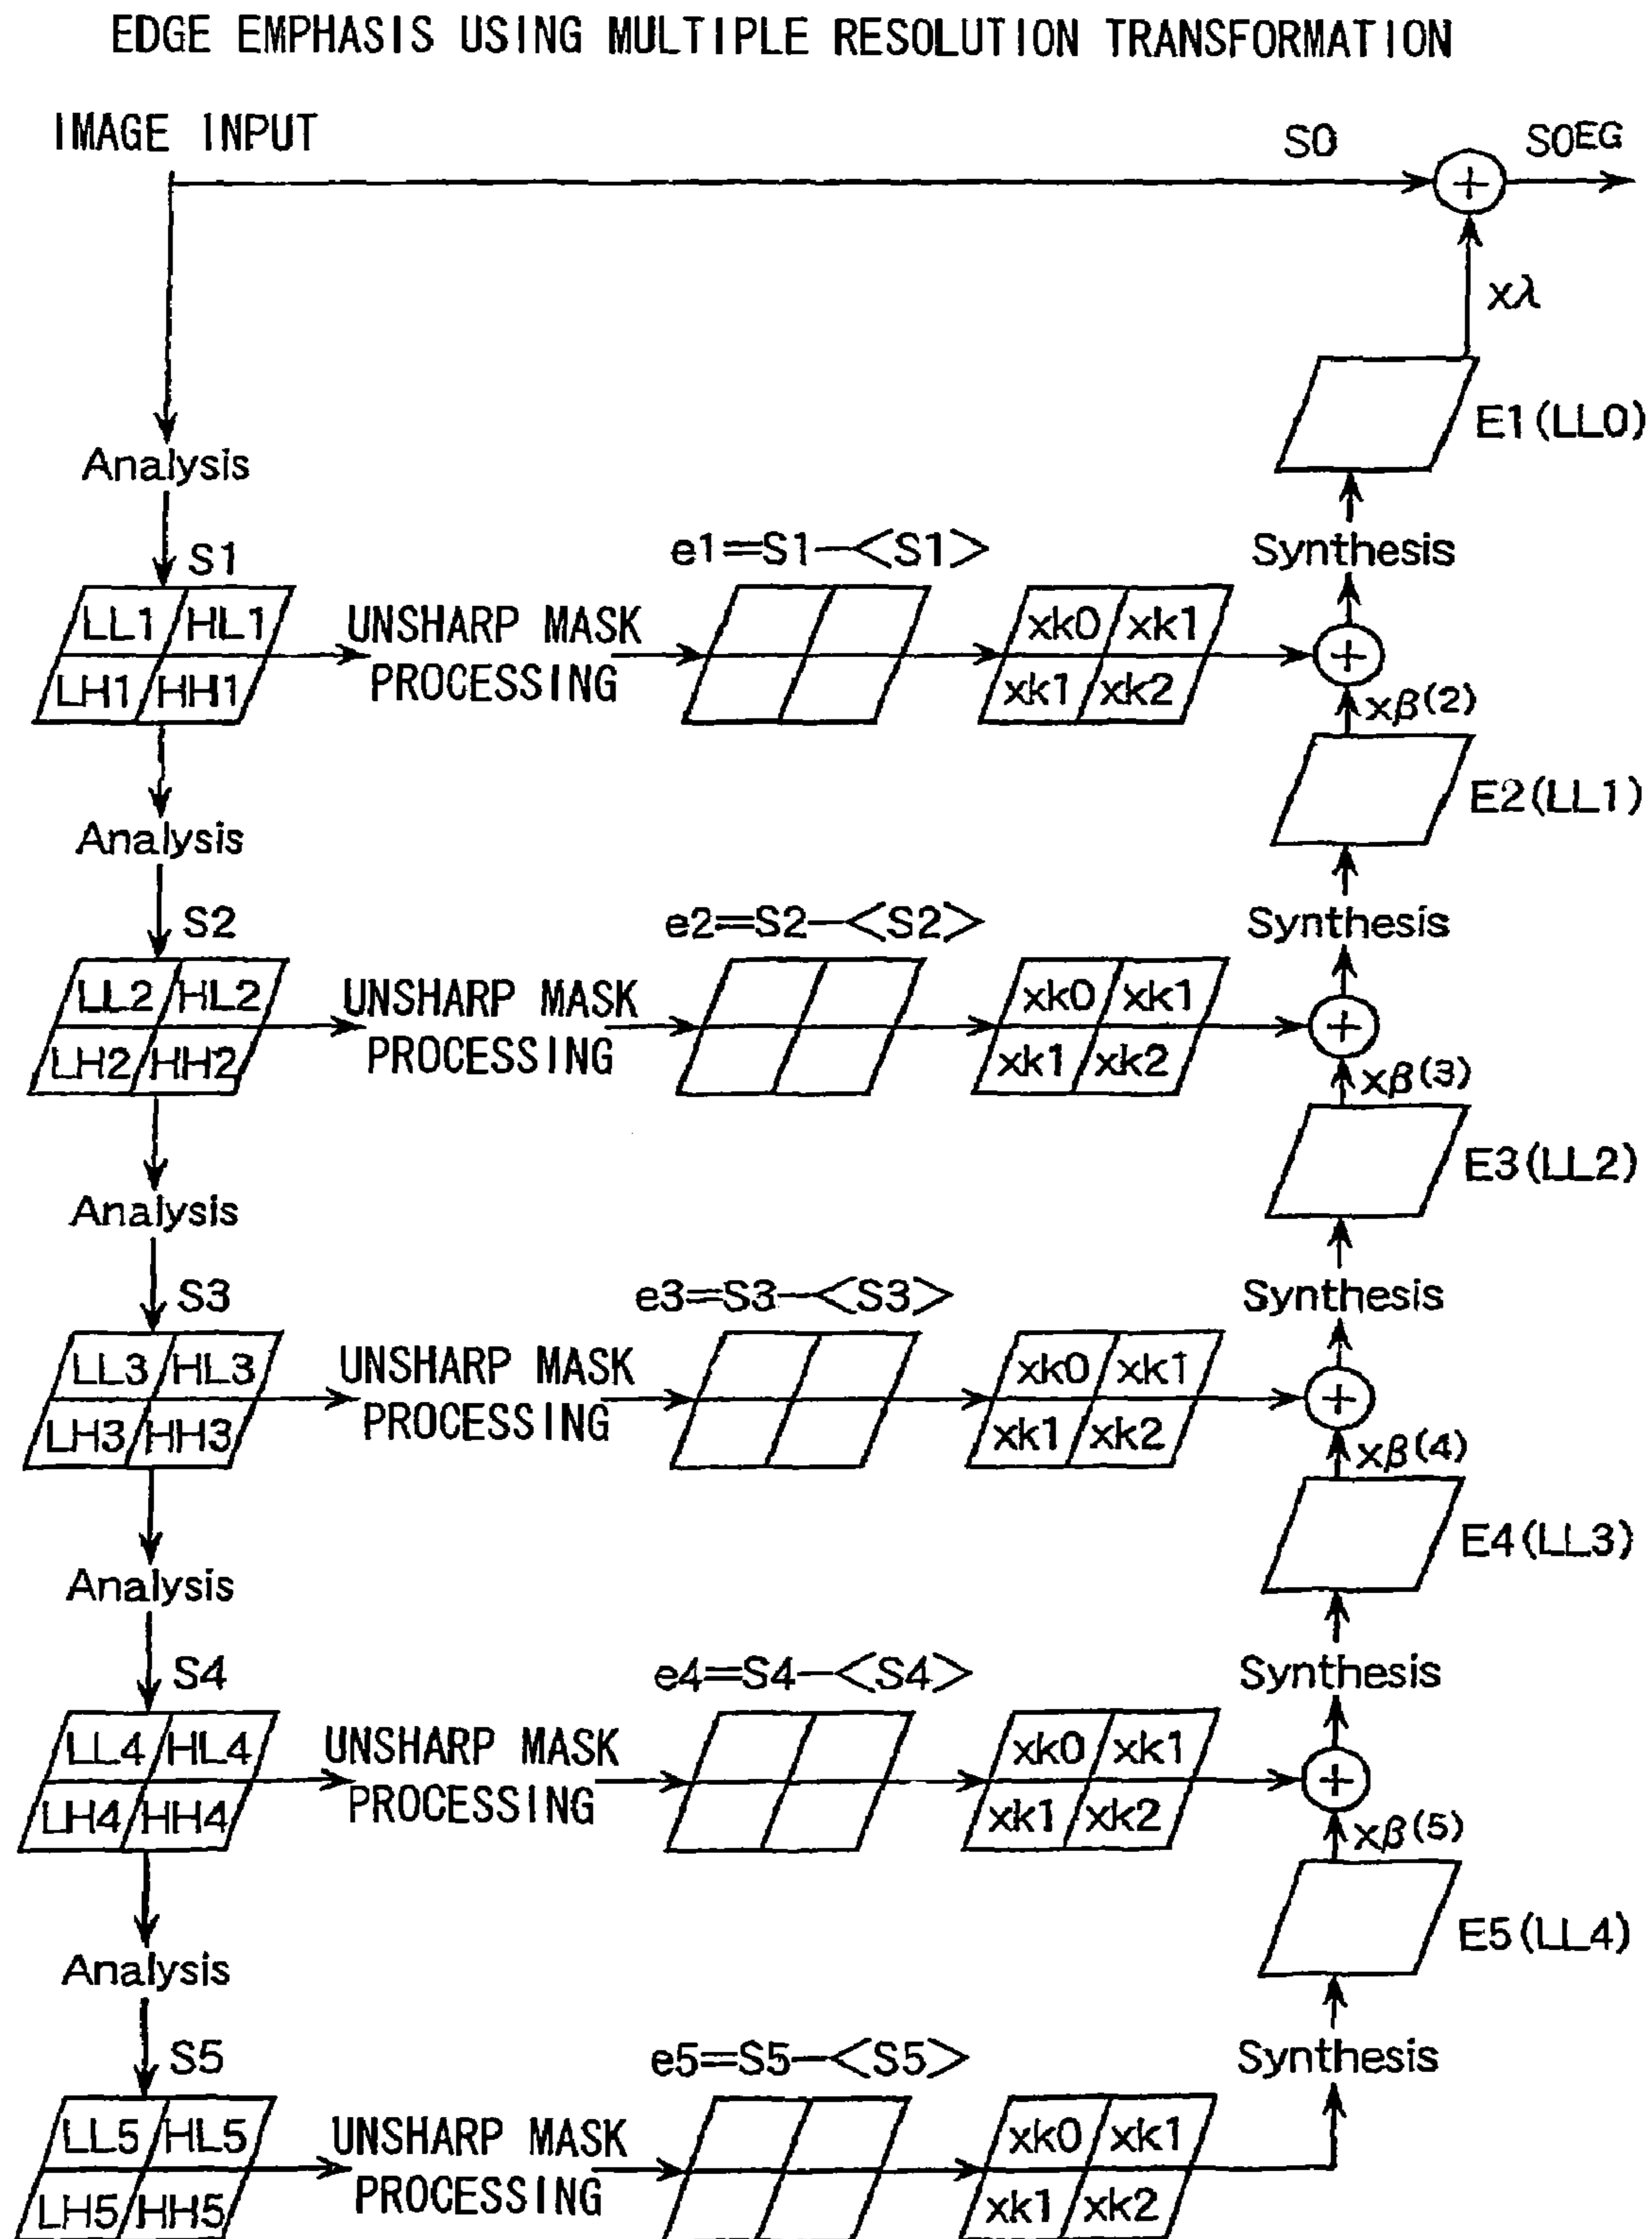 EDGE EMPHASIS USING MULTIPLE RESOLUTION TRANSFORMATION
IMAGE INPUT
S0
S0EG
+
xλ
E1(LL0)
Analysis
Synthesis
S1
e1=S1—<S1>
LL1 HL1
LH1 HH1
UNSHARP MASK
PROCESSING
xk0 xk1
xk1 xk2
+
xβ(2)
E2(LL1)
Analysis
Synthesis
S2
e2=S2—<S2>
LL2 HL2
LH2 HH2
UNSHARP MASK
PROCESSING
xk0 xk1
xk1 xk2
+
xβ(3)
E3(LL2)
Analysis
Synthesis
S3
e3=S3—<S3>
LL3 HL3
LH3 HH3
UNSHARP MASK
PROCESSING
xk0 xk1
xk1 xk2
+
xβ(4)
E4(LL3)
Analysis
Synthesis
S4
e4=S4—<S4>
LL4 HL4
LH4 HH4
UNSHARP MASK
PROCESSING
xk0 xk1
xk1 xk2
+
xβ(5)
E5(LL4)
Analysis
Synthesis
S5
e5=S5—<S5>
LL5 HL5
LH5 HH5
UNSHARP MASK
PROCESSING
xk0 xk1
xk1 xk2